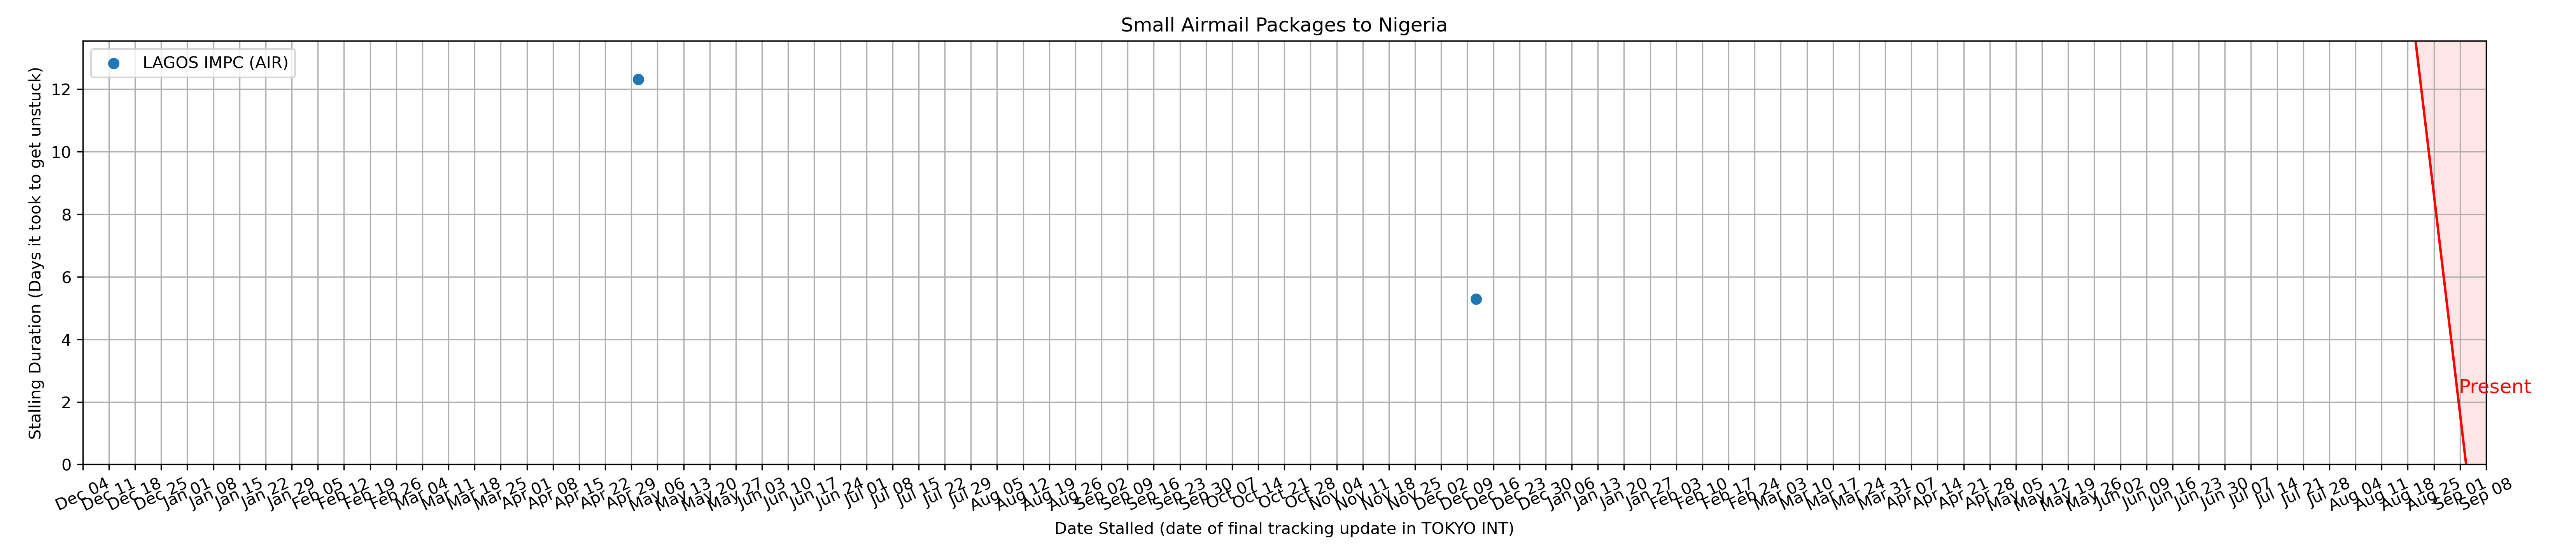 Small Airmail Packages to Nigeria
LAGOS IMPC (AIR)
Stalling Duration (Days it took to get unstuck)
12
10
8
6
4
2
0
Present
Dec 04 Dec 11 Dec 18 Dec 25 Jan 01 Jan 08 Jan 15 Jan 22 Jan 29 Feb 05 Feb 12 Feb 19 Feb 26 Mar 04 Mar 11 Mar 18 Mar 25 Apr 01 Apr 08 Apr 15 Apr 22 Apr 29 May 06 May 13 May 20 May 27 Jun 03 Jun 10 Jun 17 Jun 24 Jul 01 Jul 08 Jul 15 Jul 22 Jul 29 Aug 05 Aug 12 Aug 19 Aug 26 Sep 02 Sep 09 Sep 16 Sep 23 Sep 30 Oct 07 Oct 14 Oct 21 Oct 28 Nov 04 Nov 11 Nov 18 Nov 25 Dec 02 Dec 09 Dec 16 Dec 23 Dec 30 Jan 06 Jan 13 Jan 20 Jan 27 Feb 03 Feb 10 Feb 17 Feb 24 Mar 03 Mar 10 Mar 17 Mar 24 Mar 31 Apr 07 Apr 14 Apr 21 Apr 28 May 05 May 12 May 19 May 26 Jun 02 Jun 09 Jun 16 Jun 23 Jun 30 Jul 07 Jul 14 Jul 21 Jul 28 Aug 04 Aug 11 Aug 18 Aug 25 Sep 01 Sep 08
Date Stalled (date of final tracking update in TOKYO INT)